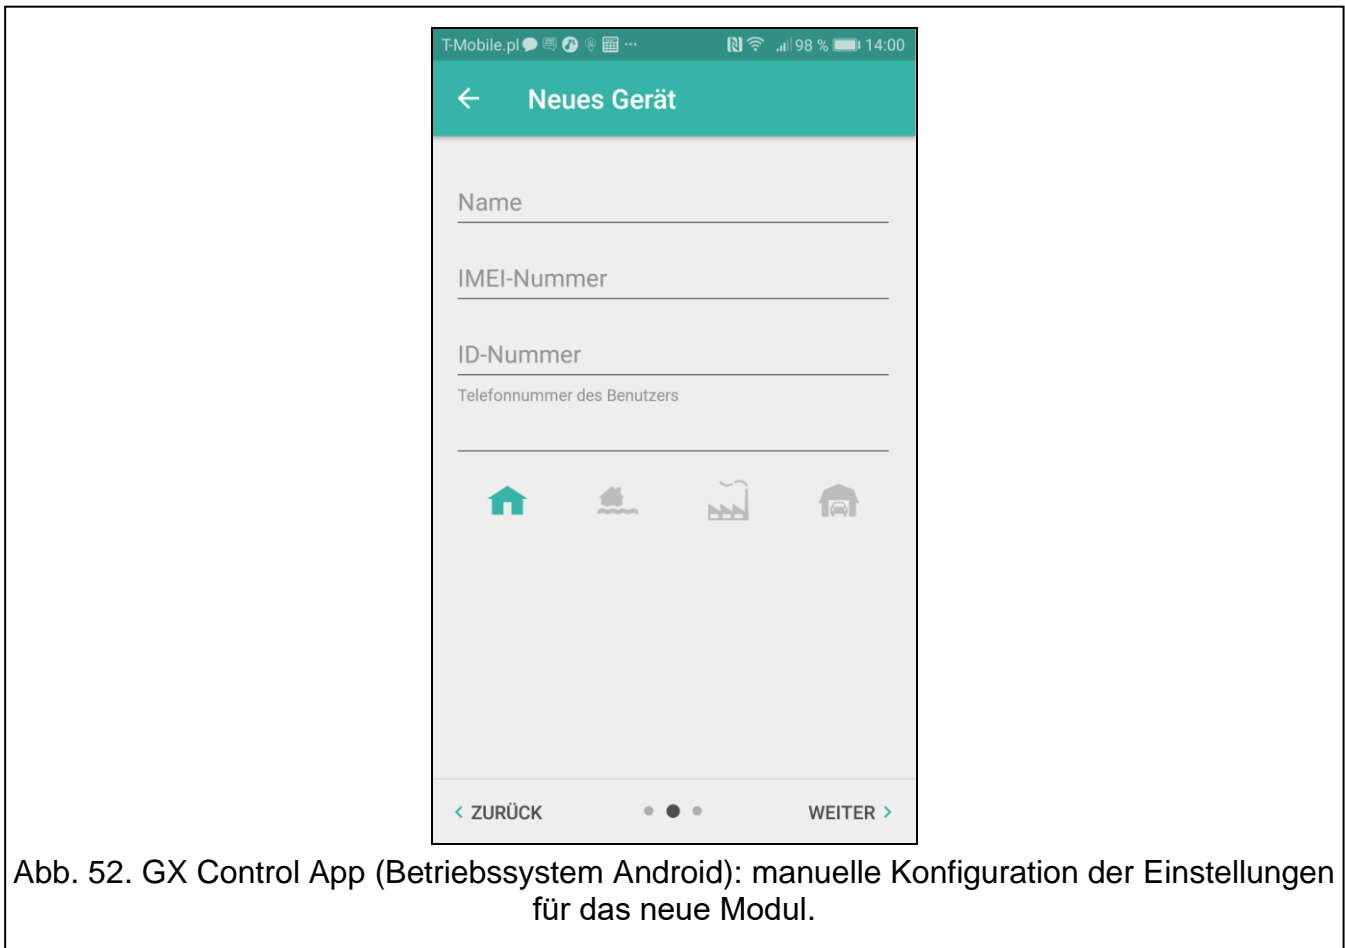 T-Mobile.pl 98 % 14:00
Neues Gerät
Name
IMEI-Nummer
ID-Nummer
Telefonnummer des Benutzers
ZURÜCK WEITER
Abb. 52. GX Control App (Betriebssystem Android): manuelle Konfiguration der Einstellungen
für das neue Modul.